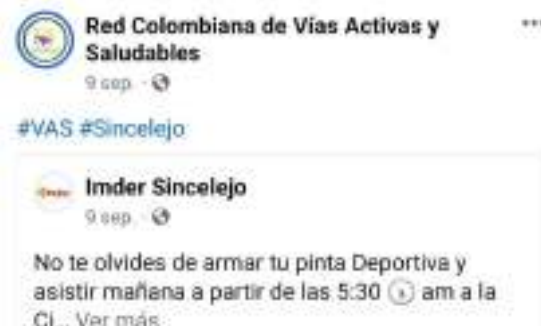 Red Colombiana de Vías Activas y
Saludables
9 sep.
#VAS #Sincelejo
Imder Sincelejo
9 sep.
No te olvides de armar tu pinta Deportiva y
asistir mañana a partir de las 5:30 am a la
Ci... Ver más